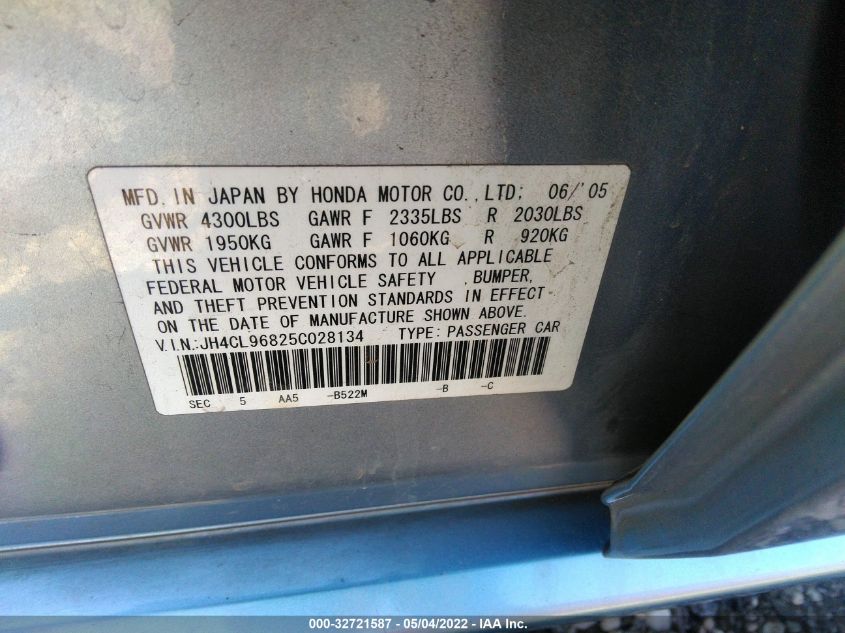 MFD. IN JAPAN BY HONDA MOTOR CO., LTD; 06/'05
GVWR 4300LBS GAWR F 2335LBS R 2030LBS
GVWR 1950KG GAWR F 1060KG R 920KG
THIS VEHICLE CONFORMS TO ALL APPLICABLE
FEDERAL MOTOR VEHICLE SAFETY , BUMPER,
AND THEFT PREVENTION STANDARDS IN EFFECT
ON THE DATE OF MANUFACTURE SHOWN ABOVE.
V.I.N.:JH4CL96825C028134 TYPE: PASSENGER CAR
SEC 5 AA5 -B522M -B -C
000-32721587 - 05/04/2022 - IAA Inc.